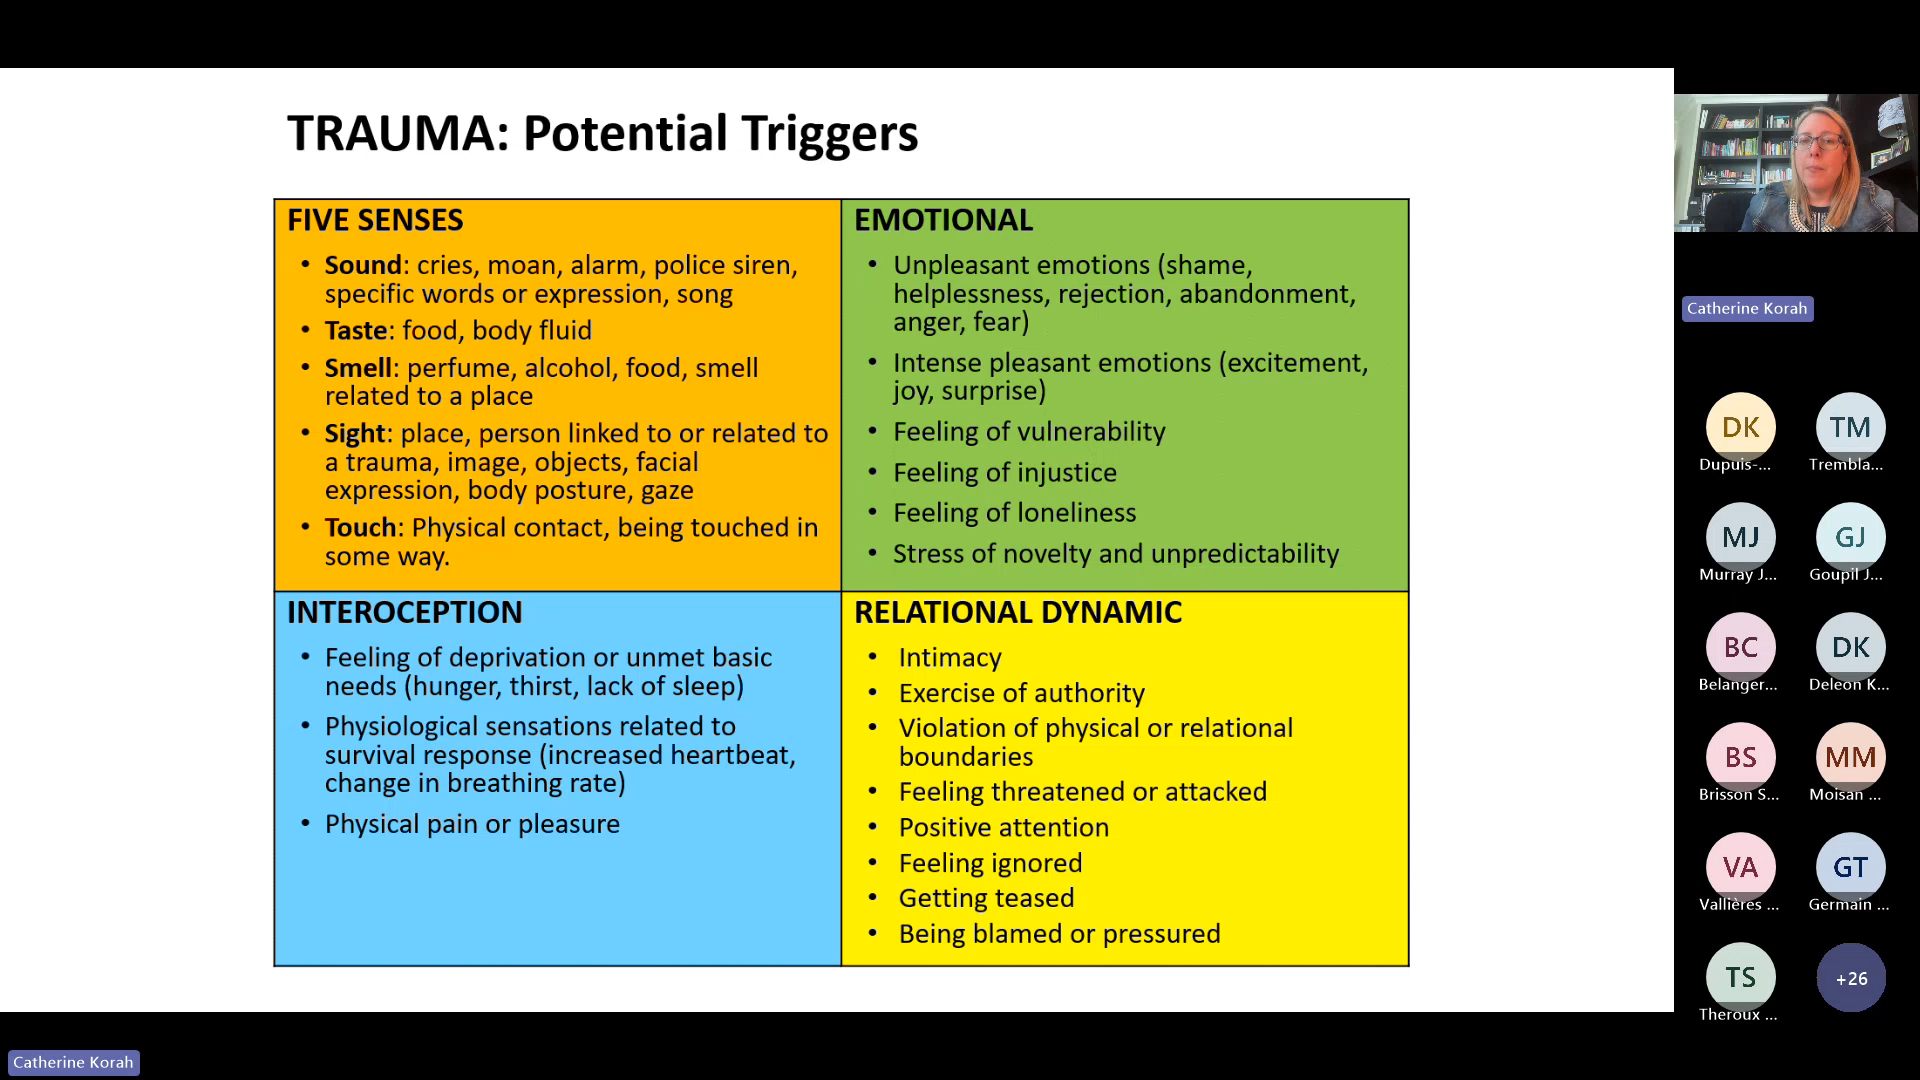 TRAUMA: Potential Triggers
FIVE SENSES
• Sound: cries, moan, alarm, police siren,
specific words or expression, song
• Taste: food, body fluid
• Smell: perfume, alcohol, food, smell
related to a place
• Sight: place, person linked to or related to
a trauma, image, objects, facial
expression, body posture, gaze
• Touch: Physical contact, being touched in
some way.
EMOTIONAL
• Unpleasant emotions (shame,
helplessness, rejection, abandonment,
anger, fear)
• Intense pleasant emotions (excitement,
joy, surprise)
• Feeling of vulnerability
• Feeling of injustice
• Feeling of loneliness
• Stress of novelty and unpredictability
INTEROCEPTION
• Feeling of deprivation or unmet basic
needs (hunger, thirst, lack of sleep)
• Physiological sensations related to
survival response (increased heartbeat,
change in breathing rate)
• Physical pain or pleasure
RELATIONAL DYNAMIC
• Intimacy
• Exercise of authority
• Violation of physical or relational
boundaries
• Feeling threatened or attacked
• Positive attention
• Feeling ignored
• Getting teased
• Being blamed or pressured
Catherine Korah
DK
Dupuis-...
TM
Trembla...
MJ
Murray J...
GJ
Goupil J...
BC
Belanger...
DK
Deleon K...
BS
Brisson S...
MM
Moisan ...
VA
Vallières ...
GT
Germain ...
TS
Theroux ...
+26
Catherine Korah